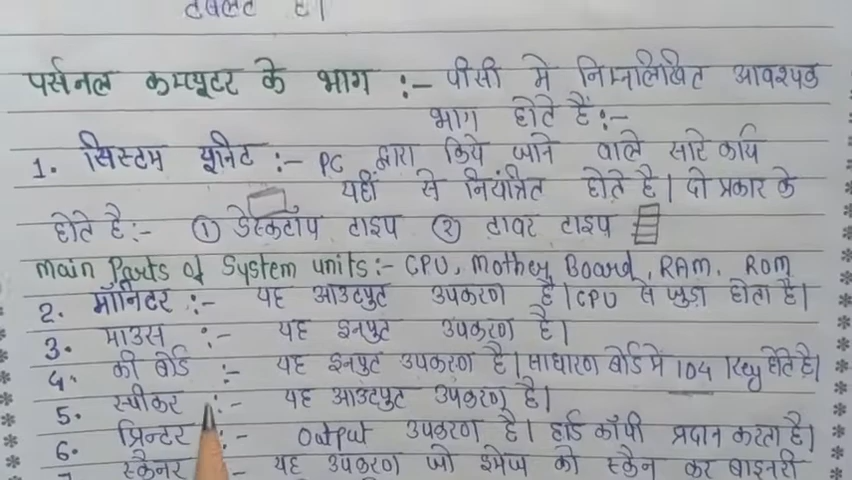 टबलट है।
पर्सनल कम्प्यूटर के भाग :- पीसी मे निम्नलिखित आवश्यक
भाग होते हैं:-
1. सिस्टम यूनिट :- PC द्वारा किये जाने वाले सारे कार्य
यहीं से नियंत्रित होते है। दो प्रकार के
होते है:- ① डेस्कटॉप टाइप ② टावर टाइप
Main Parts of System units:- CPU, Mother Board, RAM, ROM
2. मॉनिटर :- यह आउटपुट उपकरण है। CPU से जुड़ा होता है।
3. माउस :- यह इनपुट उपकरण है।
4. की बोर्ड :- यह इनपुट उपकरण है। साधारण बोर्ड में 104 Key होते है।
5. स्पीकर :- यह आउटपुट उपकरण है।
6. प्रिन्टर :- Output उपकरण है। हार्ड कॉपी प्रदान करता है।
7. स्कैनर :- यह उपकरण जो इमेज को स्कैन कर बाइनरी